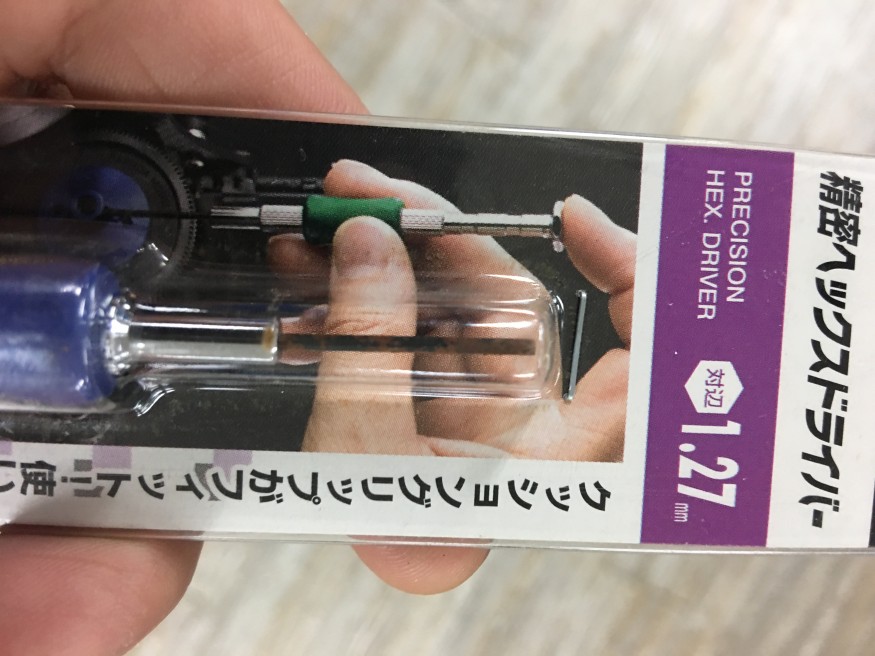 精密ヘックスドライバー
PRECISION
HEX. DRIVER
対辺
1.27mm
クッショングリップがフィット!使い